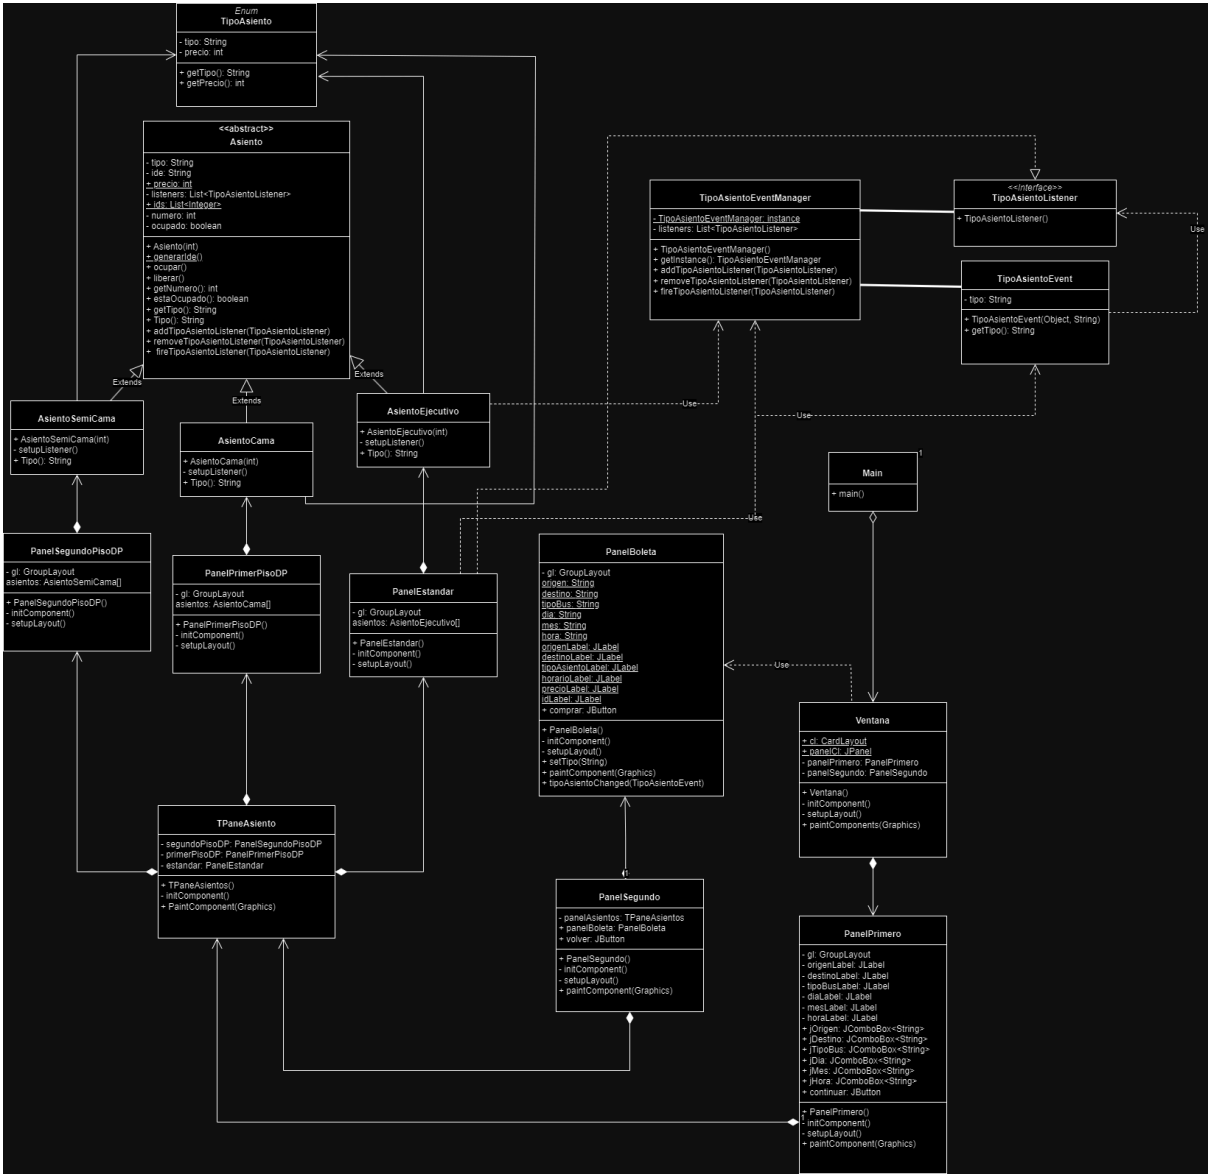 Enum
TipoAsiento
- tipo: String
- precio: int
+ getTipo(): String
+ getPrecio(): int
<<abstract>>
Asiento
- tipo: String
- ide: String
+ precio: int
- listeners: List<TipoAsientoListener>
+ ids: List<Integer>
- numero: int
- ocupado: boolean
+ Asiento(int)
+ generarIde()
+ ocupar()
+ liberar()
+ getNumero(): int
+ estaOcupado(): boolean
+ getTipo(): String
+ Tipo(): String
+ addTipoAsientoListener(TipoAsientoListener)
+ removeTipoAsientoListener(TipoAsientoListener)
+ fireTipoAsientoListener(TipoAsientoListener)
TipoAsientoEventManager
- TipoAsientoEventManager: instance
- listeners: List<TipoAsientoListener>
+ TipoAsientoEventManager()
+ getInstance(): TipoAsientoEventManager
+ addTipoAsientoListener(TipoAsientoListener)
+ removeTipoAsientoListener(TipoAsientoListener)
+ fireTipoAsientoListener(TipoAsientoListener)
<<Interface>>
TipoAsientoListener
+ TipoAsientoListener()
Use
TipoAsientoEvent
- tipo: String
+ TipoAsientoEvent(Object, String)
+ getTipo(): String
Extends
Extends
Extends
Use
Use
Use
AsientoSemiCama
+ AsientoSemiCama(int)
- setupListener()
+ Tipo(): String
AsientoCama
+ AsientoCama(int)
- setupListener()
+ Tipo(): String
AsientoEjecutivo
+ AsientoEjecutivo(int)
- setupListener()
+ Tipo(): String
1
Main
+ main()
PanelSegundoPisoDP
- gl: GroupLayout
asientos: AsientoSemiCama[]
+ PanelSegundoPisoDP()
- initComponent()
- setupLayout()
PanelPrimerPisoDP
- gl: GroupLayout
asientos: AsientoCama[]
+ PanelPrimerPisoDP()
- initComponent()
- setupLayout()
PanelEstandar
- gl: GroupLayout
asientos: AsientoEjecutivo[]
+ PanelEstandar()
- initComponent()
- setupLayout()
PanelBoleta
- gl: GroupLayout
origen: String
destino: String
tipoBus: String
dia: String
mes: String
hora: String
origenLabel: JLabel
destinoLabel: JLabel
tipoAsientoLabel: JLabel
horarioLabel: JLabel
precioLabel: JLabel
idLabel: JLabel
+ comprar: JButton
+ PanelBoleta()
- initComponent()
- setupLayout()
+ setTipo(String)
+ paintComponent(Graphics)
+ tipoAsientoChanged(TipoAsientoEvent)
Use
Ventana
+ cl: CardLayout
+ panelCl: JPanel
- panelPrimero: PanelPrimero
- panelSegundo: PanelSegundo
+ Ventana()
- initComponent()
- setupLayout()
+ paintComponents(Graphics)
TPaneAsiento
- segundoPisoDP: PanelSegundoPisoDP
- primerPisoDP: PanelPrimerPisoDP
- estandar: PanelEstandar
+ TPaneAsientos()
- initComponent()
+ PaintComponent(Graphics)
1
PanelSegundo
- panelAsientos: TPaneAsientos
+ panelBoleta: PanelBoleta
+ volver: JButton
+ PanelSegundo()
- initComponent()
- setupLayout()
+ paintComponent(Graphics)
PanelPrimero
- gl: GroupLayout
- origenLabel: JLabel
- destinoLabel: JLabel
- tipoBusLabel: JLabel
- diaLabel: JLabel
- mesLabel: JLabel
- horaLabel: JLabel
+ jOrigen: JComboBox<String>
+ jDestino: JComboBox<String>
+ jTipoBus: JComboBox<String>
+ jDia: JComboBox<String>
+ jMes: JComboBox<String>
+ jHora: JComboBox<String>
+ continuar: JButton
+ PanelPrimero()
1
- initComponent()
- setupLayout()
+ paintComponent(Graphics)